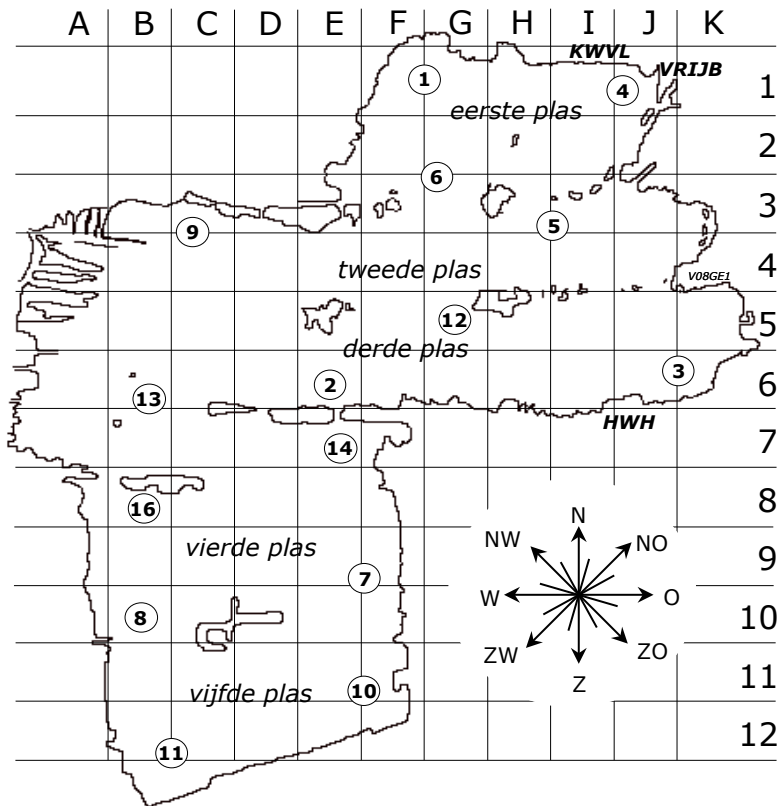 A B C D E F G H I J K
KWVL
VRIJB
1 4 1
eerste plas
2
6
3
9 5
4
tweede plas
V08GE1
12 5
derde plas
3
2 6
13
HWH
14 7
16 8
N
NW NO
vierde plas 9
7
W O
8 10
ZW ZO
Z
vijfde plas 10 11
11 12